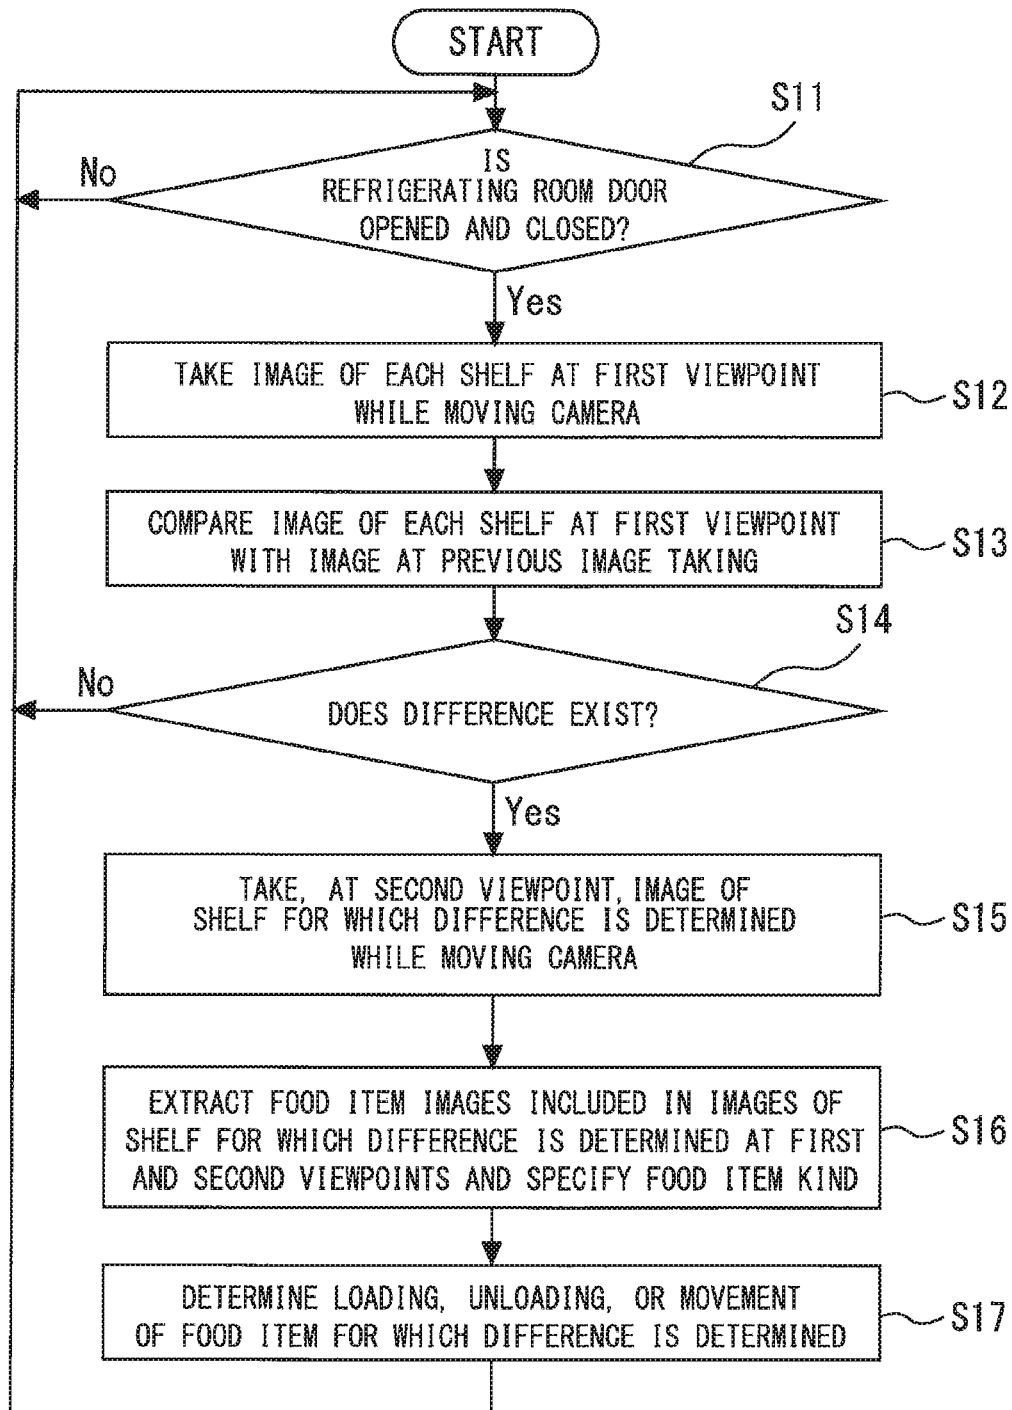 START
S11
No
IS
REFRIGERATING ROOM DOOR
OPENED AND CLOSED?
Yes
TAKE IMAGE OF EACH SHELF AT FIRST VIEWPOINT
WHILE MOVING CAMERA
S12
COMPARE IMAGE OF EACH SHELF AT FIRST VIEWPOINT
WITH IMAGE AT PREVIOUS IMAGE TAKING
S13
S14
No
DOES DIFFERENCE EXIST?
Yes
TAKE, AT SECOND VIEWPOINT, IMAGE OF
SHELF FOR WHICH DIFFERENCE IS DETERMINED
WHILE MOVING CAMERA
S15
EXTRACT FOOD ITEM IMAGES INCLUDED IN IMAGES OF
SHELF FOR WHICH DIFFERENCE IS DETERMINED AT FIRST
AND SECOND VIEWPOINTS AND SPECIFY FOOD ITEM KIND
S16
DETERMINE LOADING, UNLOADING, OR MOVEMENT
OF FOOD ITEM FOR WHICH DIFFERENCE IS DETERMINED
S17